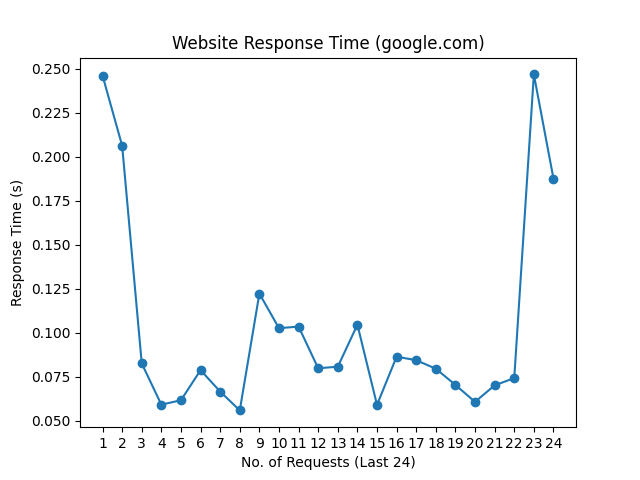 Website Response Time (google.com)
0.250
0.225
0.200
0.175
0.150
0.125
0.100
0.075
0.050
Response Time (s)
1 2 3 4 5 6 7 8 9 10 11 12 13 14 15 16 17 18 19 20 21 22 23 24
No. of Requests (Last 24)